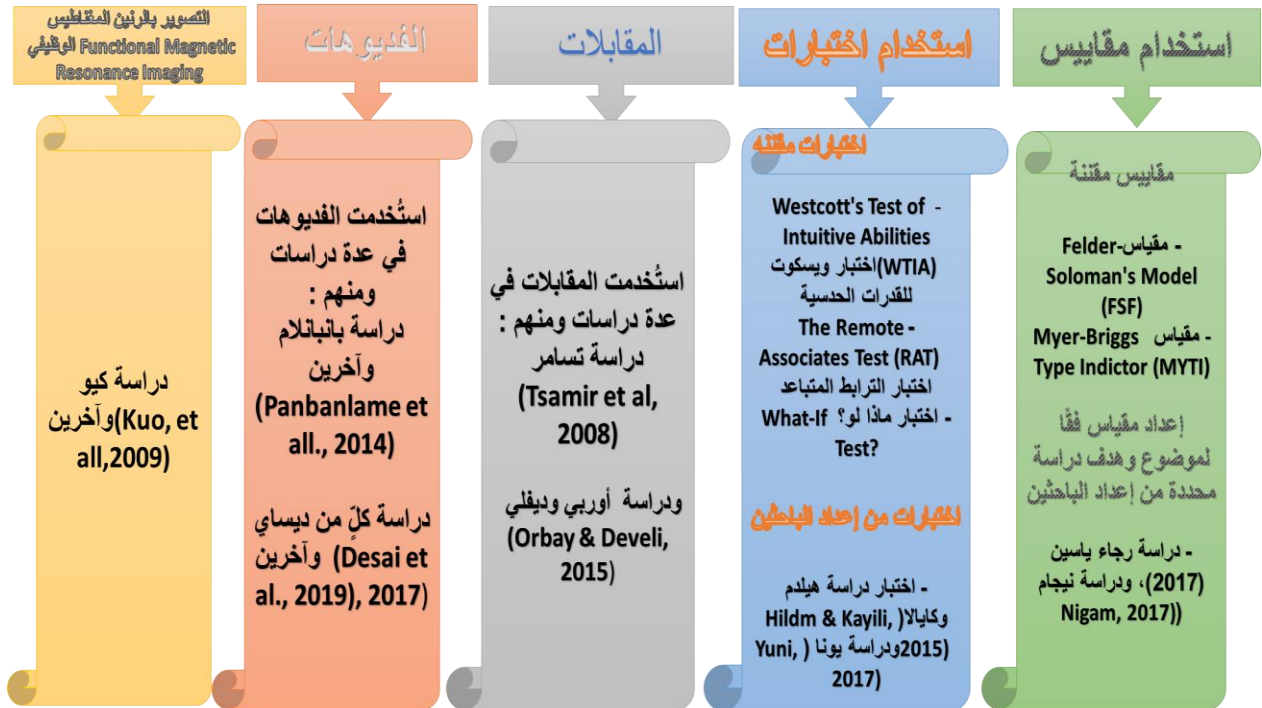 استخدام مقاييس
مقاييس مقننة
- مقياس Felder-
Soloman's Model
(FSF)
- مقياس Myer-Briggs
Type Indictor (MYTI)
إعداد مقياس فقًا
لموضوع وهدف دراسة
محددة من إعداد الباحثين
- دراسة رجاء ياسين
(2017)، ودراسة نيجام
Nigam, 2017))
استخدام اختبارات
اختبارات مقننه
Westcott's Test of -
Intuitive Abilities
(WTIA)اختبار ويسكوت
للقدرات الحدسية
The Remote -
Associates Test (RAT)
اختبار الترابط المتباعد
- اختبار ماذا لو؟ What-If
Test?
اختبارات من إعداد الباحثين
- اختبار دراسة هيلدم
وكايالا( Hildm & Kayili,
2015)ودراسة يونا ( Yuni,
2017)
المقابلات
استُخدمت المقابلات في
عدة دراسات ومنهم :
دراسة تسامر
(Tsamir et al,
2008)
ودراسة أوربي وديفلي
(Orbay & Develi,
2015)
الفديوهات
استُخدمت الفديوهات
في عدة دراسات
ومنهم :
دراسة بانبانلام
وآخرين
(Panbanlame et
all., 2014)
دراسة كلٍ من ديساي
وآخرين (Desai et
al., 2019), 2017)
التصوير بالرنين المقناطيس
الوظيفي Functional Magnetic
Resonance Imaging
دراسة كيو
وآخرين(Kuo, et
all,2009)